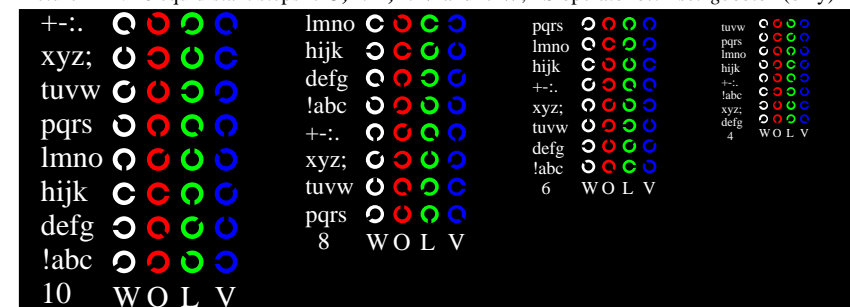 +-:.
xyz;
tuvw
pqrs
lmno
hijk
defg
!abc
10 W O L V
lmno
hijk
defg
!abc
+-:.
xyz;
tuvw
pqrs
8 W O L V
pqrs
lmno
hijk
+-:.
xyz;
tuvw
defg
!abc
6 W O L V
tuvw
pqrs
lmno
hijk
+-:.
!abc
xyz;
defg
4 W O L V